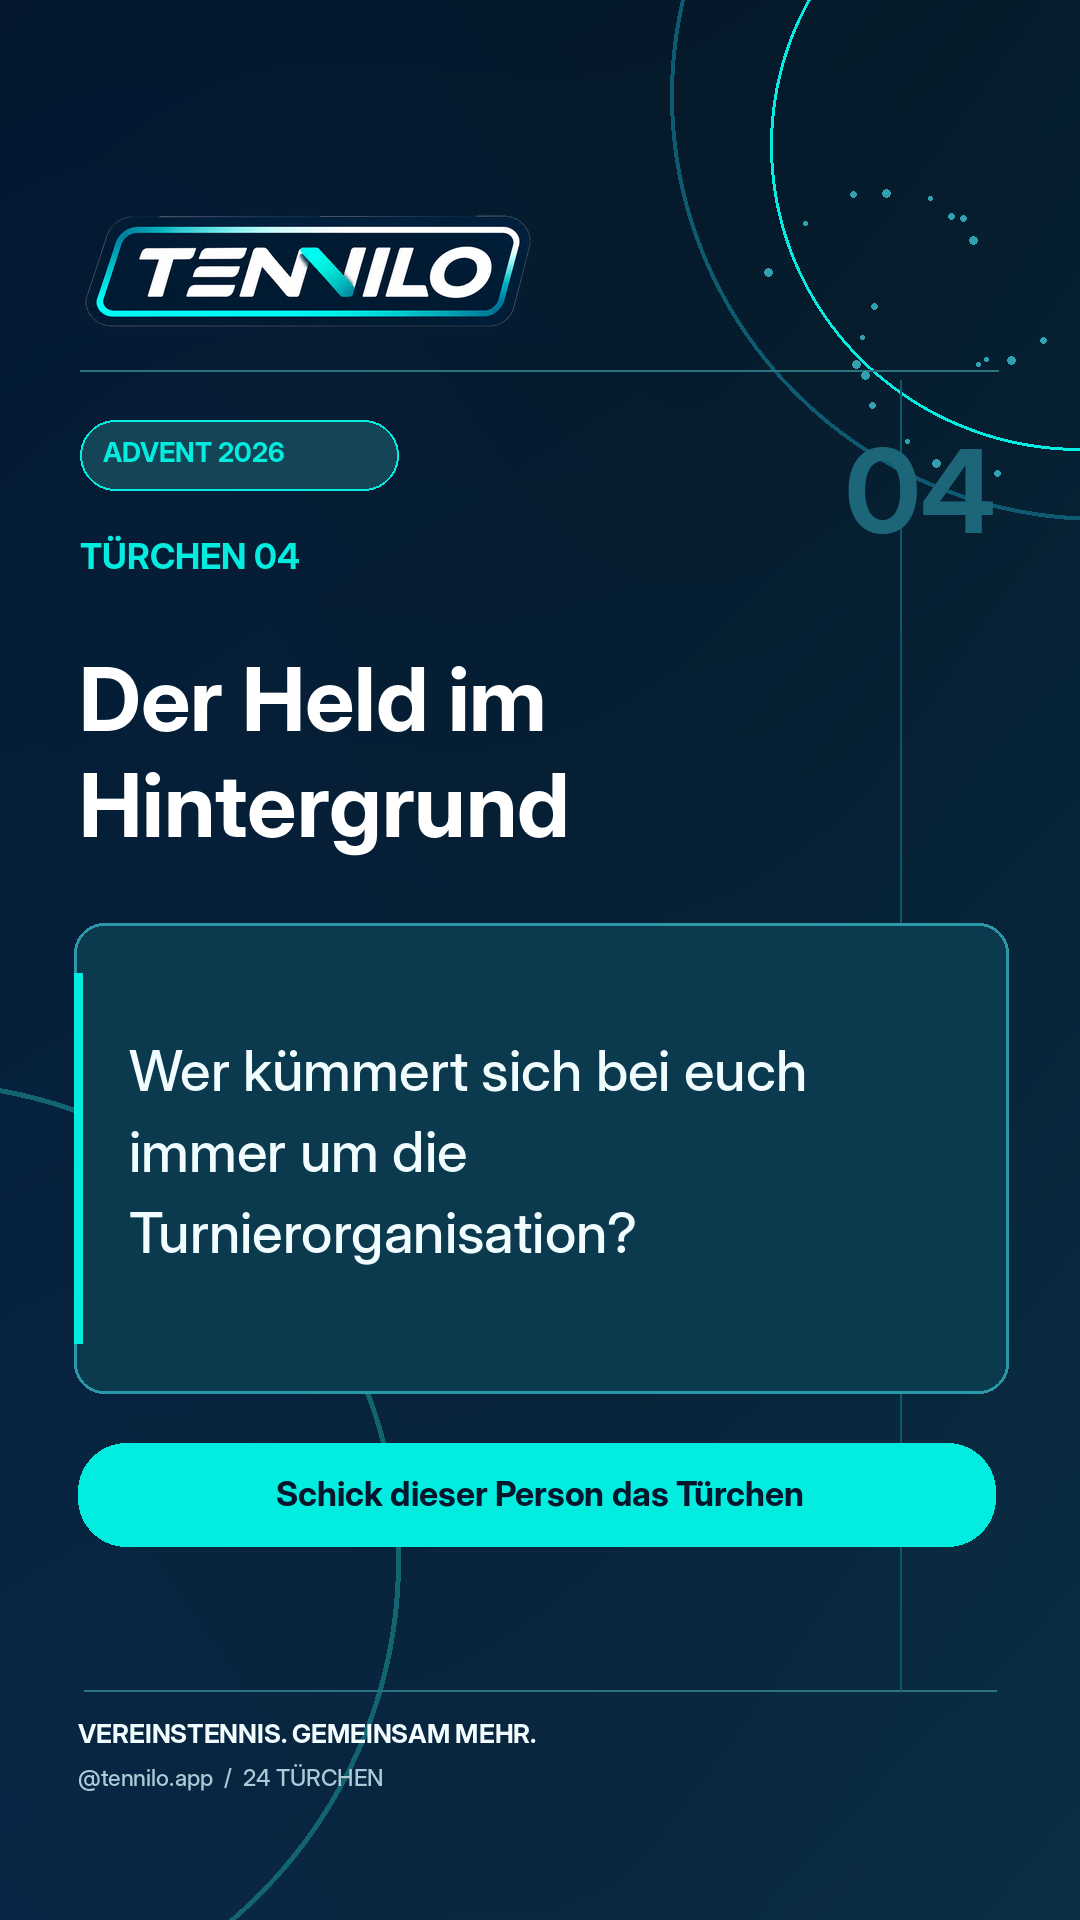 TENNILO
ADVENT 2026
04
TÜRCHEN 04
Der Held im
Hintergrund
Wer kümmert sich bei euch
immer um die
Turnierorganisation?
Schick dieser Person das Türchen
VEREINSTENNIS. GEMEINSAM MEHR.
@tennilo.app / 24 TÜRCHEN